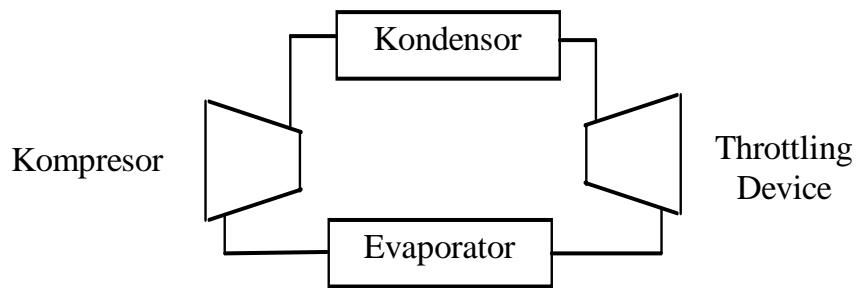 Kondensor
Kompresor
Throttling
Device
Evaporator